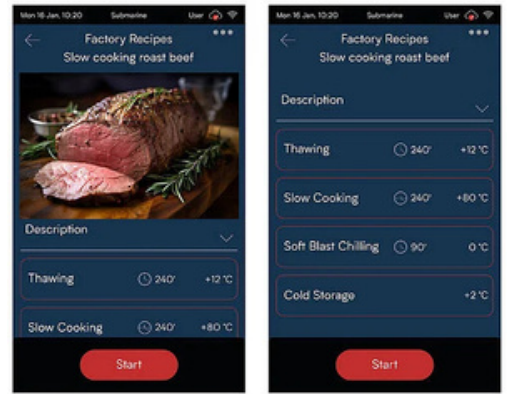 Mon 16 Jan, 10:20 Submarine User
Factory Recipes
Slow cooking roast beef
Description
Thawing 240' +12 °C
Slow Cooking 240' +80 °C
Start
Mon 16 Jan, 10:20 Submarine User
Factory Recipes
Slow cooking roast beef
Description
Thawing 240' +12 °C
Slow Cooking 240' +80 °C
Soft Blast Chilling 90' 0 °C
Cold Storage +2 °C
Start